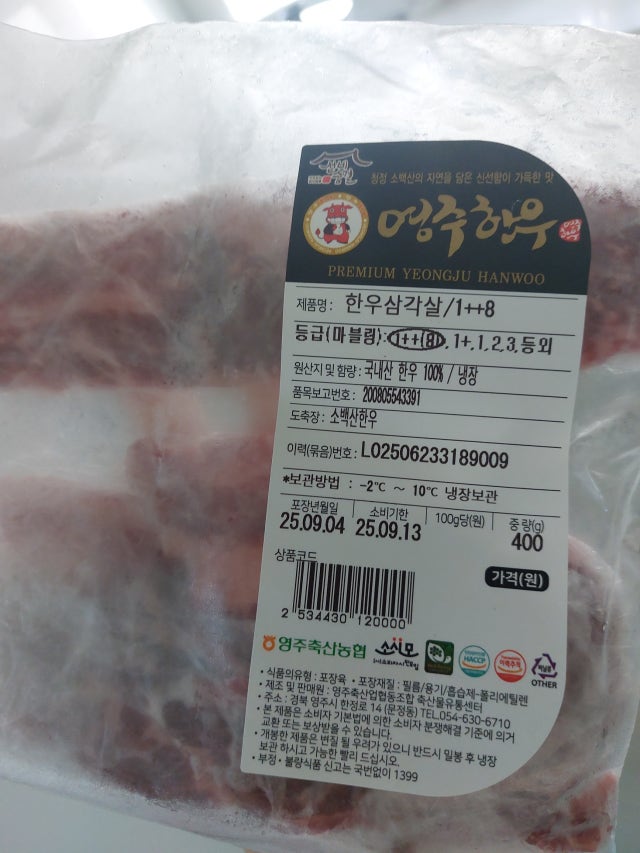 청정 소백산의 자연을 담은 신선함이 가득한 맛
영주한우
PREMIUM YEONGJU HANWOO
제품명: 한우삼각살/1++8
등급(마블링):1++(8), 1+,1,2,3,등외
원산지 및 함량: 국내산 한우 100% / 냉장
품목보고번호: 200805543391
도축장: 소백산한우
이력(묶음)번호: L02506233189009
*보관방법 : -2℃ ~ 10℃ 냉장보관
포장년월일 소비기한 100g당(원) 중량(g)
25.09.04 25.09.13 400
상품코드
가격(원)
2 534430 120000
영주축산농협 소시모 HACCP OTHER
• 식품의유형 : 포장육 • 포장재질 : 필름/용기/흡습제-폴리에틸렌
• 제조 및 판매원 : 영주축산업협동조합 축산물유통센터
• 주소 : 경북 영주시 한정로 14 (문정동) TEL.054-630-6710
• 본 제품은 소비자 기본법에 의한 소비자 분쟁해결 기준에 의거
교환 또는 보상받을 수 있습니다.
• 개봉한 제품은 변질 될 우려가 있으니 반드시 밀봉 후 냉장
보관 하시고 가능한 빨리 드십시오.
• 부정• 불량식품 신고는 국번없이 1399